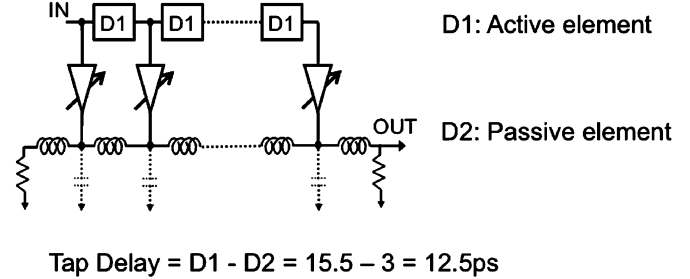 IN D1 D1 D1 D1: Active element
OUT D2: Passive element
Tap Delay = D1 - D2 = 15.5 – 3 = 12.5ps